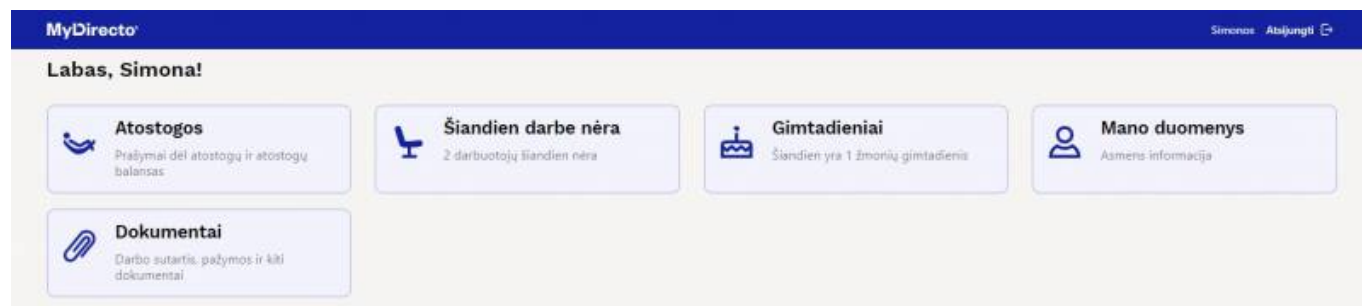 MyDirecto
Simonos Atsijungti
Labas, Simona!
Atostogos
Prašymai dėl atostogų ir atostogų
balansas
Šiandien darbe nėra
2 darbuotojų šiandien nėra
Gimtadieniai
Šiandien yra 1 žmonių gimtadienis
Mano duomenys
Asmens informacija
Dokumentai
Darbo sutartis, pažymos ir kiti
dokumentai